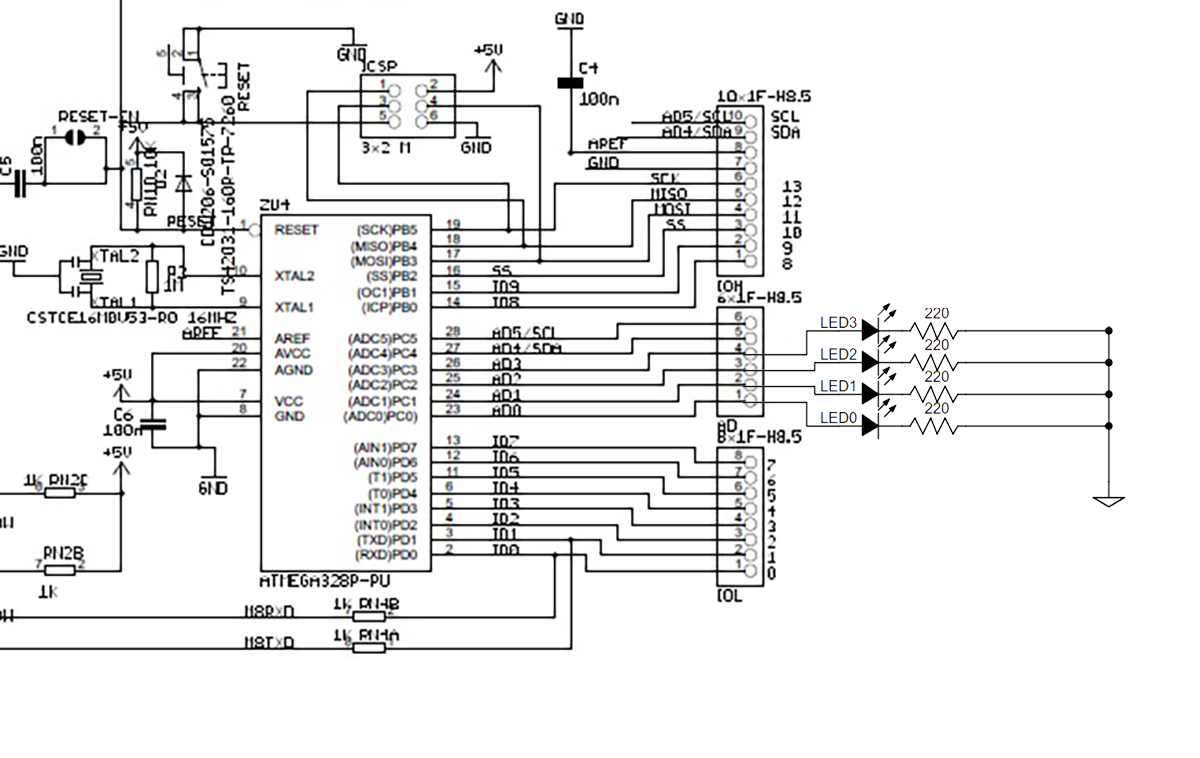 GND
+5V
GND
ICSP
C4
100n
1 2
3 4
5 6
3x2 M
GND
RESET
5 2 1
4 3
RESET-EN
1 2
+5V
C5
100n
RN1D 10K
D2
CD1206-S01575
TS42031-160R-TP-7260
10x1F-H8.5
AD5/SCL 10 SCL
AD4/SDA 9 SDA
AREF 8
GND 7
SCK 6 13
MISO 5 12
MOSI 4 11
SS 3 10
2 9
1 8
IOH
ZU4
RESET
1 RESET (SCK)PB5 19
(MISO)PB4 18
(MOSI)PB3 17
10 XTAL2 (SS)PB2 16 SS
(OC1)PB1 15 IO9
9 XTAL1 (ICP)PB0 14 IO8
GND
XTAL2
XTAL1
1M
CSTCE16M0V53-R0 16MHZ
AREF 21 AREF (ADC5)PC5 28 AD5/SCL
20 AVCC (ADC4)PC4 27 AD4/SDA
22 AGND (ADC3)PC3 26 AD3
(ADC2)PC2 25 AD2
7 VCC (ADC1)PC1 24 AD1
8 GND (ADC0)PC0 23 AD0
+5V
C6
100n
+5V
GND
6x1F-H8.5
6
5
4
3
2
1
AD
LED3 220
LED2 220
LED1 220
LED0 220
8x1F-H8.5
(AIN1)PD7 13 IO7 8 7
(AIN0)PD6 12 IO6 7 6
(T1)PD5 11 IO5 6 5
(T0)PD4 6 IO4 5 4
(INT1)PD3 5 IO3 4 3
(INT0)PD2 4 IO2 3 2
(TXD)PD1 3 IO1 2 1
(RXD)PD0 2 IO0 1 0
IOL
ATMEGA328P-PU
1K RN2C
RN2B
7 2
1K
M8RXD 1K RN4B
M8TXD 1K RN4A